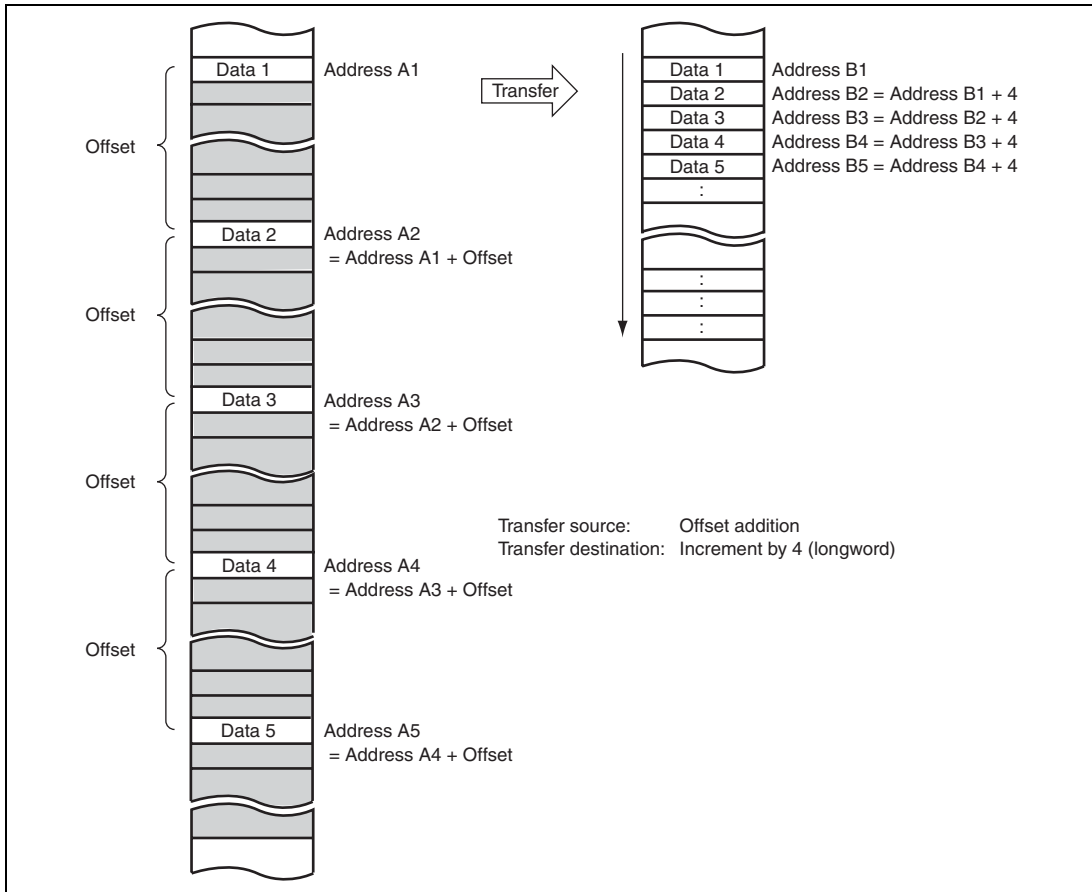 Data 1
Address A1
Offset
Data 2
Address A2
= Address A1 + Offset
Offset
Data 3
Address A3
= Address A2 + Offset
Offset
Data 4
Address A4
= Address A3 + Offset
Offset
Data 5
Address A5
= Address A4 + Offset
Transfer
Data 1
Address B1
Data 2
Address B2 = Address B1 + 4
Data 3
Address B3 = Address B2 + 4
Data 4
Address B4 = Address B3 + 4
Data 5
Address B5 = Address B4 + 4
:
:
:
:
Transfer source: Offset addition
Transfer destination: Increment by 4 (longword)